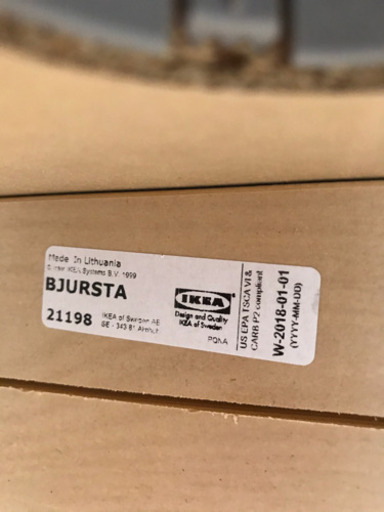 Made In Lithuania
© Inter IKEA Systems B.V. 1999
BJURSTA
21198
IKEA of Sweden AB
SE - 343 81 Älmhult
IKEA
Design and Quality
IKEA of Sweden
PQNA
US EPA TSCA VI &
CARB P2 compliant
W-2018-01-01
(YYYY-MM-DD)